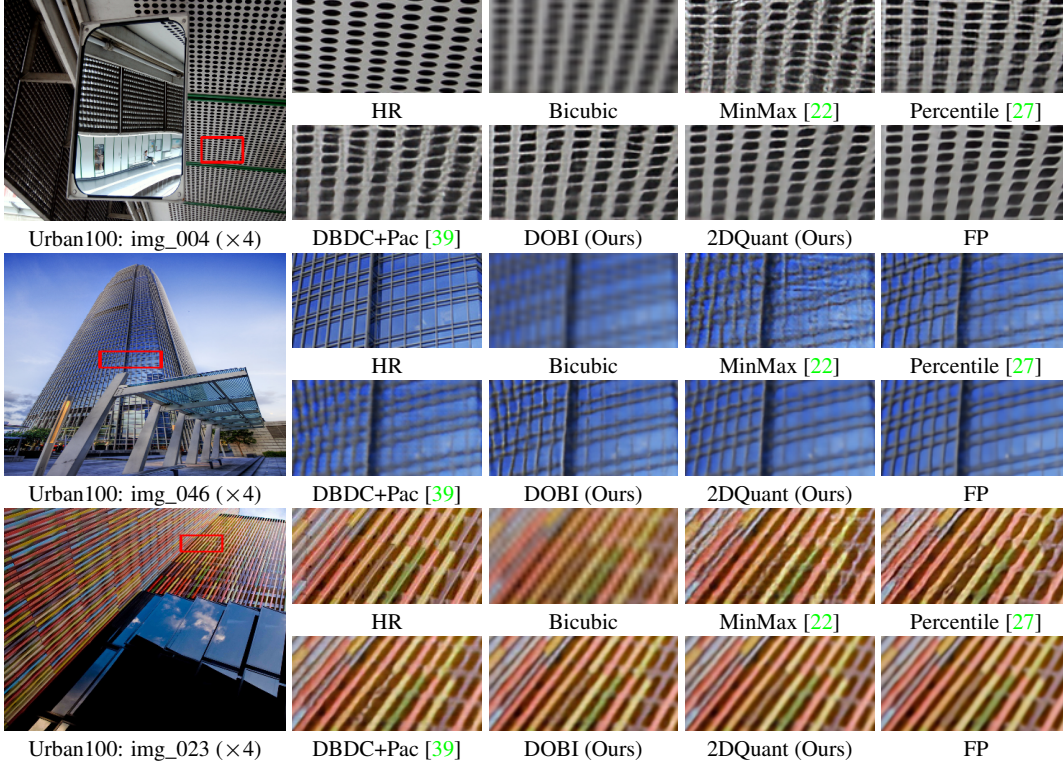 HR Bicubic MinMax [22] Percentile [27]
Urban100: img_004 (×4) DBDC+Pac [39] DOBI (Ours) 2DQuant (Ours) FP
HR Bicubic MinMax [22] Percentile [27]
Urban100: img_046 (×4) DBDC+Pac [39] DOBI (Ours) 2DQuant (Ours) FP
HR Bicubic MinMax [22] Percentile [27]
Urban100: img_023 (×4) DBDC+Pac [39] DOBI (Ours) 2DQuant (Ours) FP